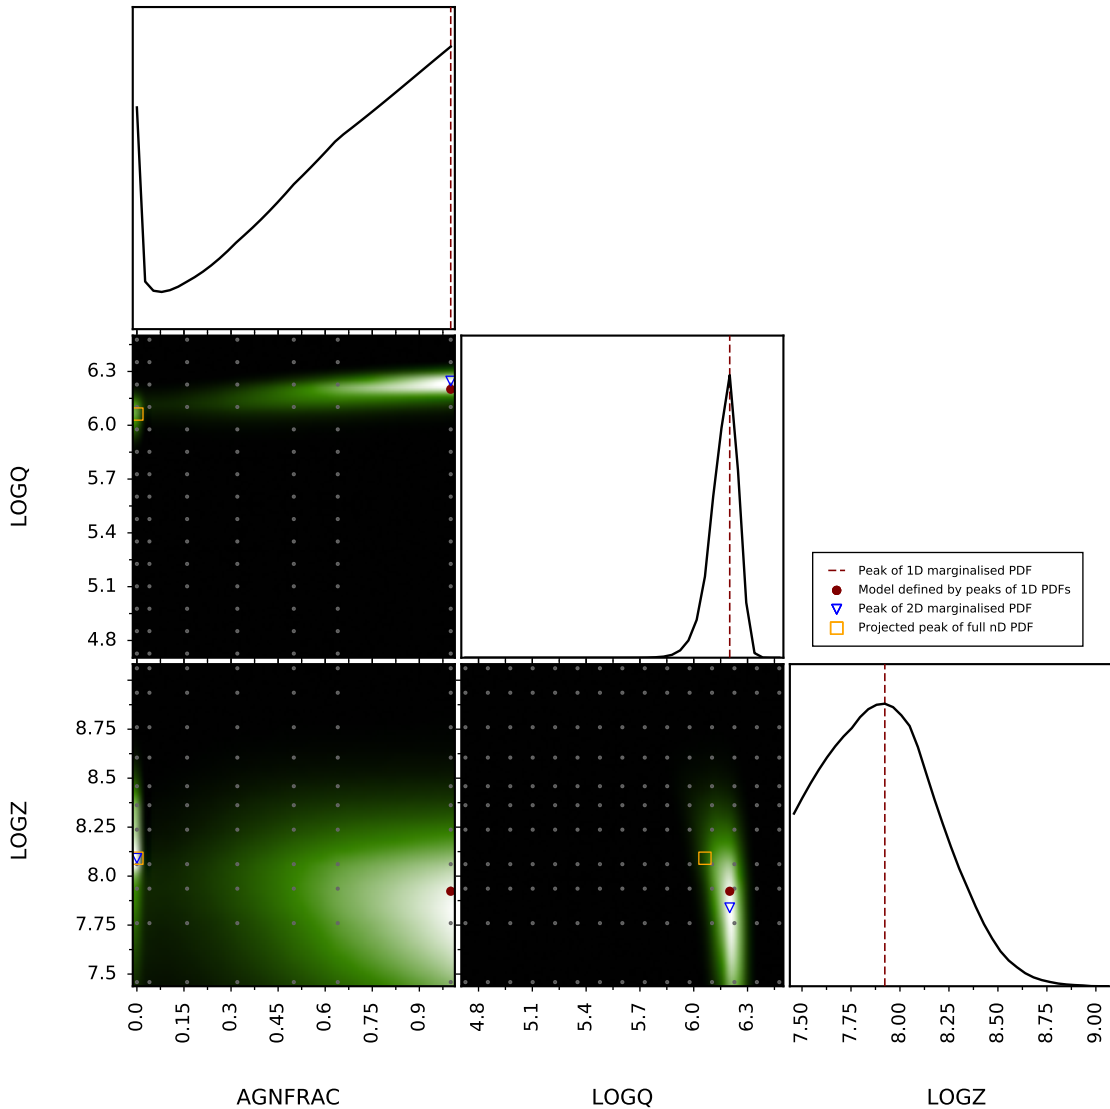 6.3
6.0
5.7
5.4
5.1
4.8
LOGQ
Peak of 1D marginalised PDF
Model defined by peaks of 1D PDFs
Peak of 2D marginalised PDF
Projected peak of full nD PDF
8.75
8.5
8.25
8.0
7.75
7.5
LOGZ
0.0 0.15 0.3 0.45 0.6 0.75 0.9
4.8 5.1 5.4 5.7 6.0 6.3
7.50 7.75 8.00 8.25 8.50 8.75 9.00
AGNFRAC LOGQ LOGZ